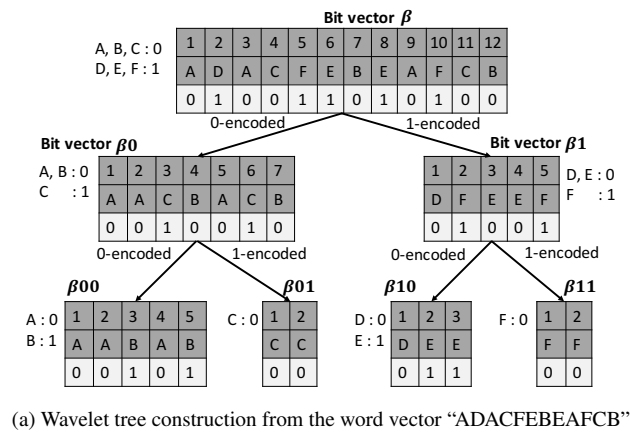 Bit vector β
A, B, C : 0
D, E, F : 1
1 2 3 4 5 6 7 8 9 10 11 12
A D A C F E B E A F C B
0 1 0 0 1 1 0 1 0 1 0 0
0-encoded 1-encoded
Bit vector β0
A, B : 0
C : 1
1 2 3 4 5 6 7
A A C B A C B
0 0 1 0 0 1 0
0-encoded 1-encoded
Bit vector β1
D, E : 0
F : 1
1 2 3 4 5
D F E E F
0 1 0 0 1
0-encoded 1-encoded
β00
A : 0
B : 1
1 2 3 4 5
A A B A B
0 0 1 0 1
β01
C : 0
1 2
C C
0 0
β10
D : 0
E : 1
1 2 3
D E E
0 1 1
β11
F : 0
1 2
F F
0 0
(a) Wavelet tree construction from the word vector “ADACFEBEAFCB”